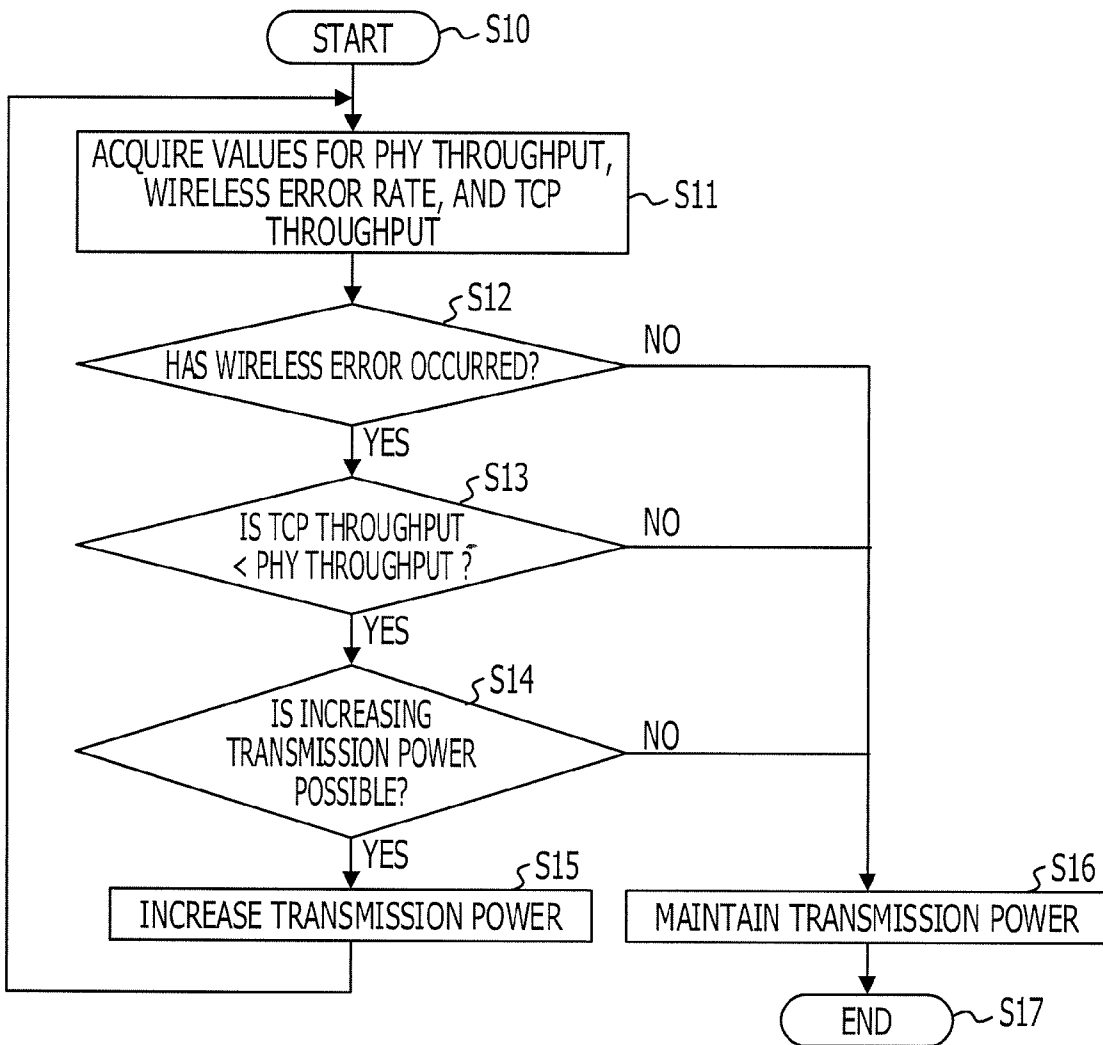 START
S10
ACQUIRE VALUES FOR PHY THROUGHPUT,
WIRELESS ERROR RATE, AND TCP
THROUGHPUT
S11
S12
HAS WIRELESS ERROR OCCURRED?
NO
YES
S13
IS TCP THROUGHPUT
< PHY THROUGHPUT ?
NO
YES
S14
IS INCREASING
TRANSMISSION POWER
POSSIBLE?
NO
YES
S15
INCREASE TRANSMISSION POWER
S16
MAINTAIN TRANSMISSION POWER
END
S17